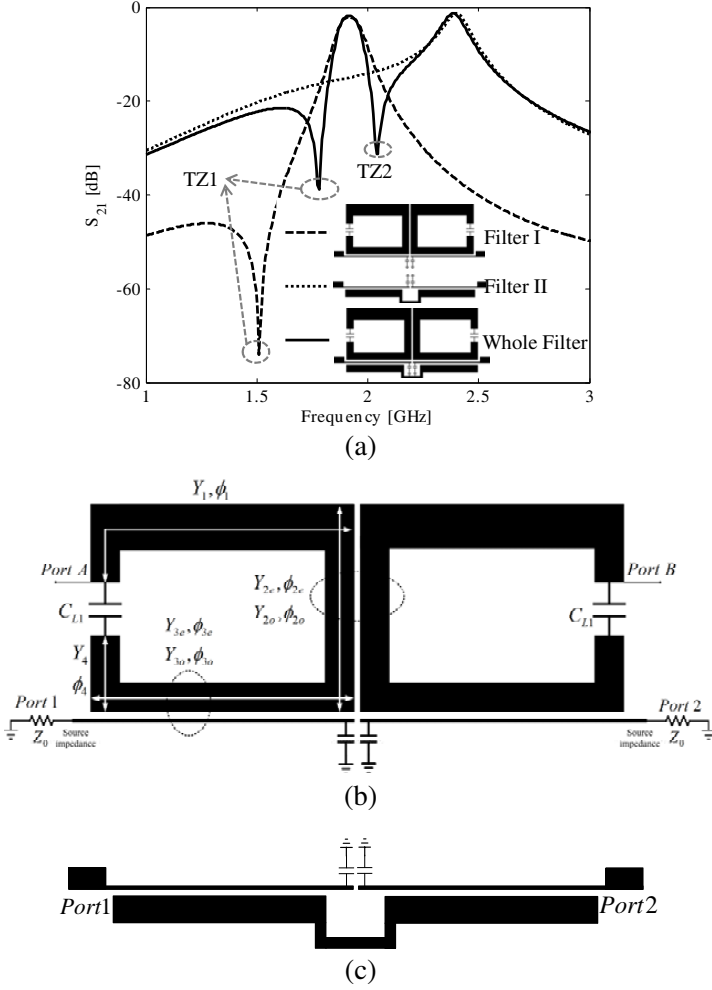 0
-20
-40
-60
-80
S21 [dB]
TZ1
TZ2
Filter I
Filter II
Whole Filter
1 1.5 2 2.5 3
Frequency [GHz]
(a)
Y1, ϕ1
Port A
Port B
Y2e, ϕ2e
Y2o, ϕ2o
CL1
CL1
Y3e, ϕ3e
Y3o, ϕ3o
Y4
ϕ4
Port 1
Port 2
Z0
Source impedance
Source impedance
Z0
(b)
Port1
Port2
(c)